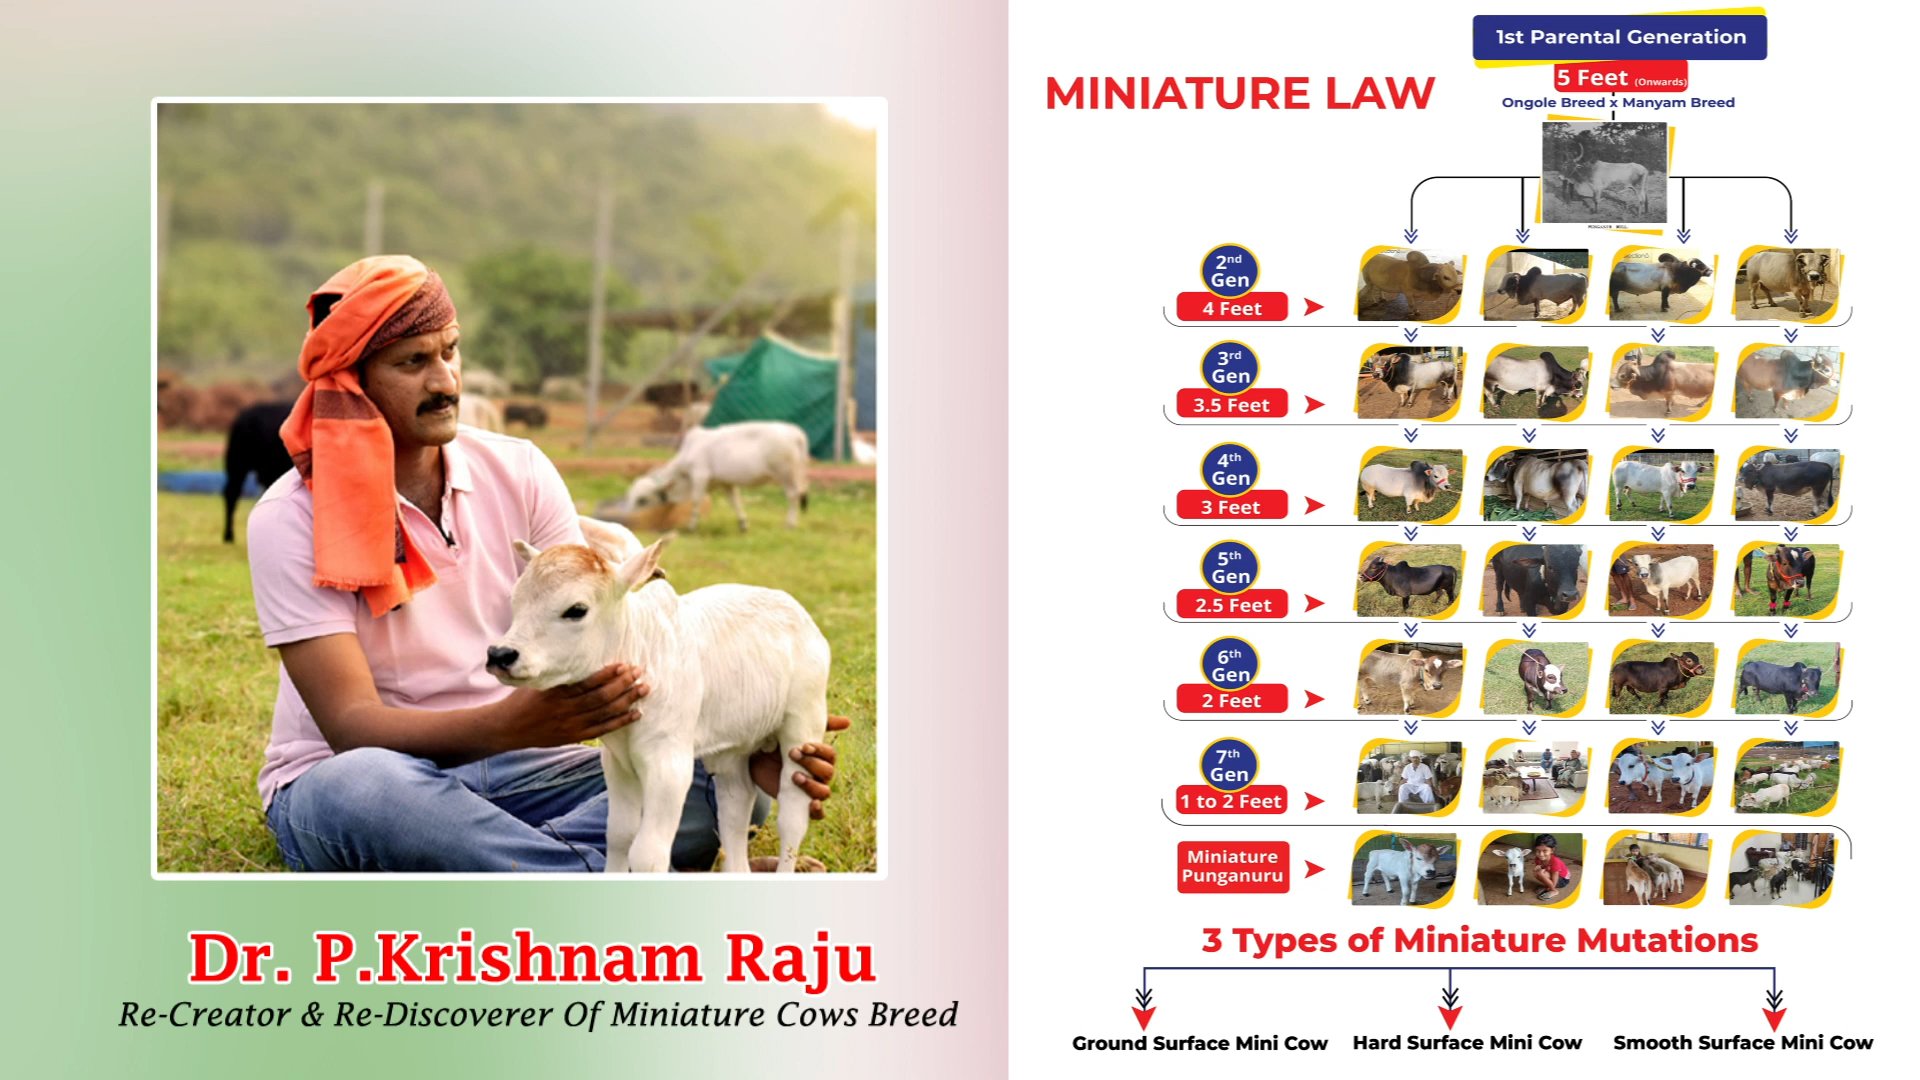 Dr. P.Krishnam Raju
Re-Creator & Re-Discoverer Of Miniature Cows Breed
MINIATURE LAW
1st Parental Generation
5 Feet (Onwards)
Ongole Breed x Manyam Breed
2nd
Gen
4 Feet
3rd
Gen
3.5 Feet
4th
Gen
3 Feet
5th
Gen
2.5 Feet
6th
Gen
2 Feet
7th
Gen
1 to 2 Feet
Miniature
Punganuru
3 Types of Miniature Mutations
Ground Surface Mini Cow
Hard Surface Mini Cow
Smooth Surface Mini Cow